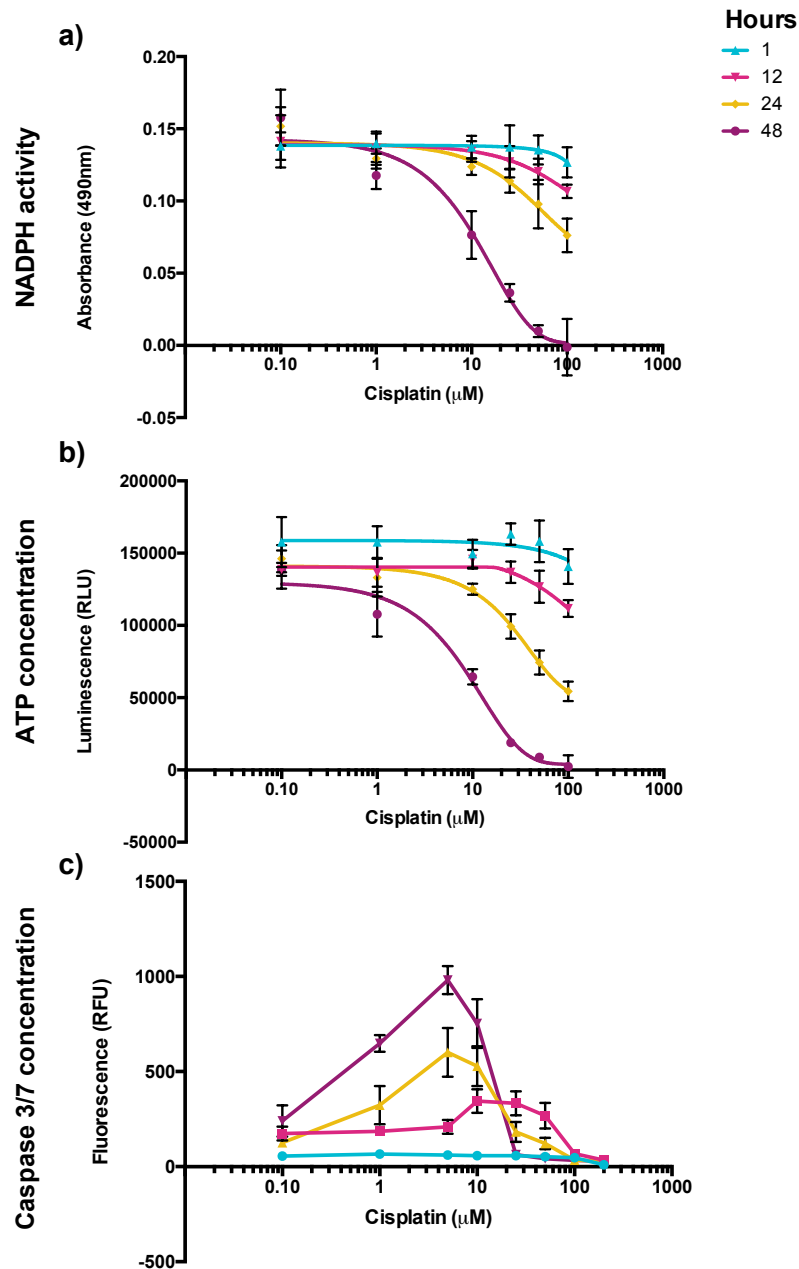 Hours
1
12
24
48
a)
NADPH activity
Absorbance (490nm)
0.20
0.15
0.10
0.05
0.00
-0.05
0.10 1 10 100 1000
Cisplatin (μM)
b)
ATP concentration
Luminescence (RLU)
200000
150000
100000
50000
0
-50000
0.10 1 10 100 1000
Cisplatin (μM)
c)
Caspase 3/7 concentration
Fluorescence (RFU)
1500
1000
500
0
-500
0.10 1 10 100 1000
Cisplatin (μM)